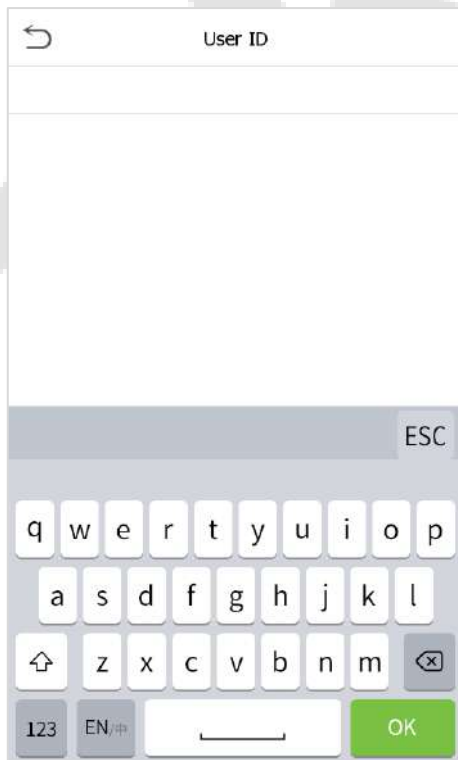 User ID
ESC
q w e r t y u i o p
a s d f g h j k l
z x c v b n m
123 EN/中 OK